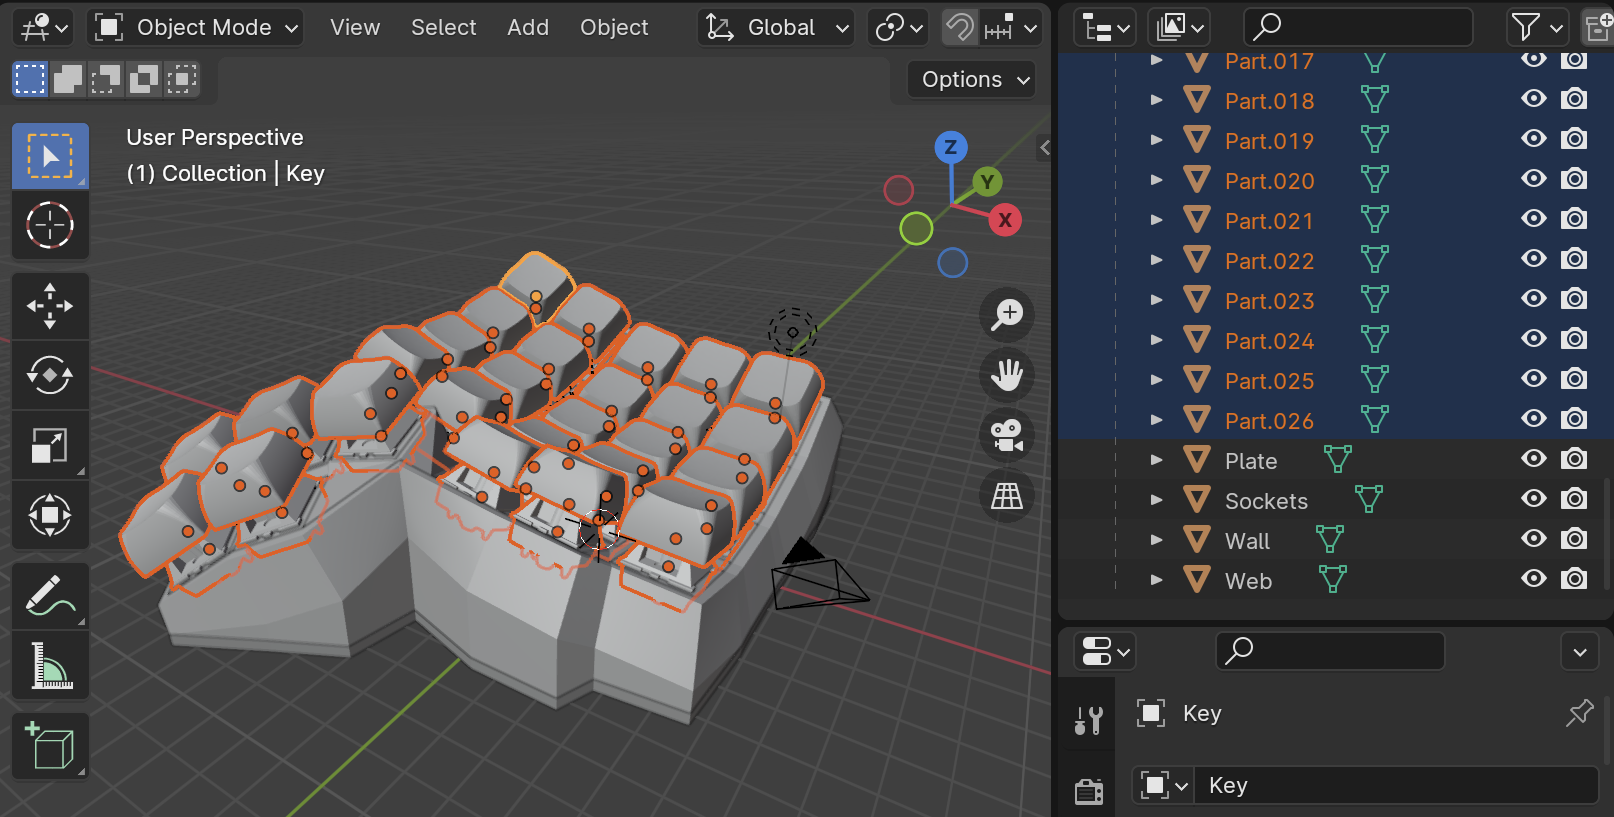 Object Mode View Select Add Object Global
Options
User Perspective
(1) Collection | Key
Z
Y
X
Part.017
Part.018
Part.019
Part.020
Part.021
Part.022
Part.023
Part.024
Part.025
Part.026
Plate
Sockets
Wall
Web
Key
Key